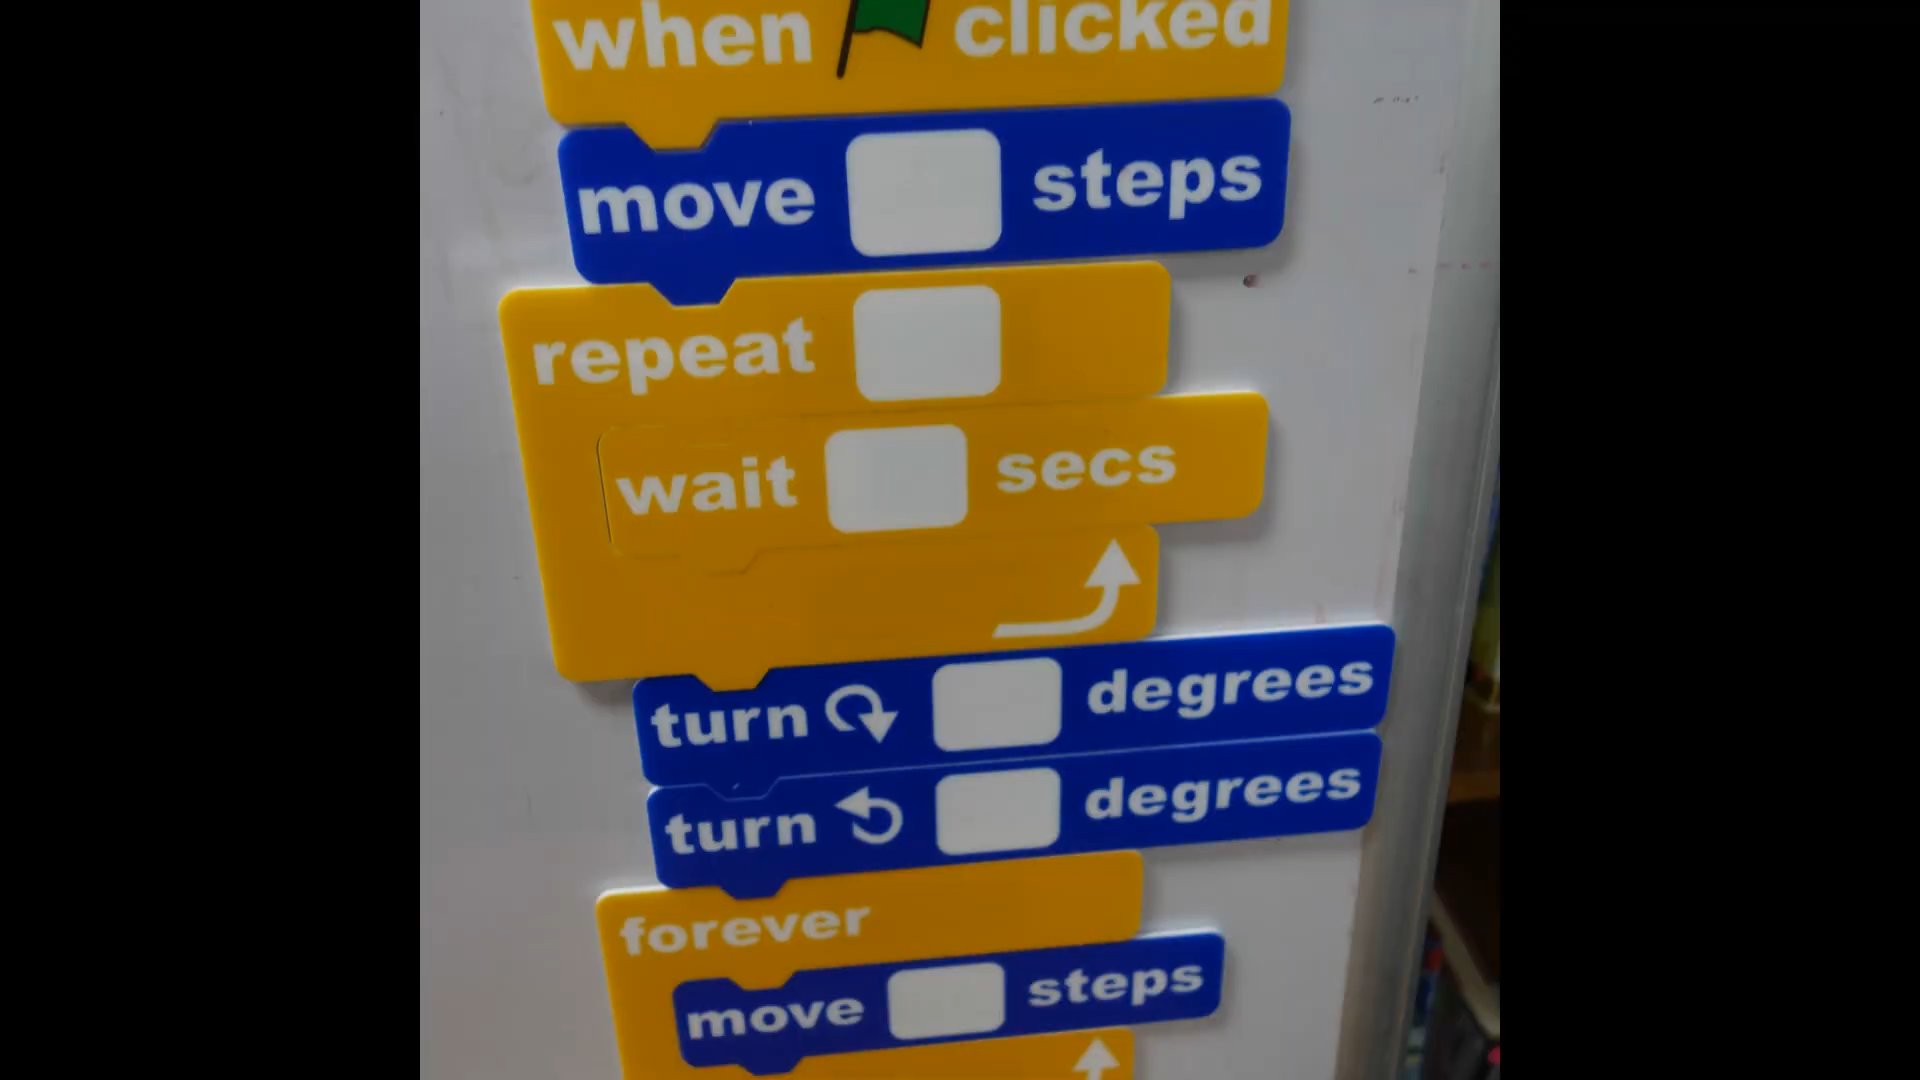 when clicked
move steps
repeat
wait secs
turn degrees
turn degrees
forever
move steps